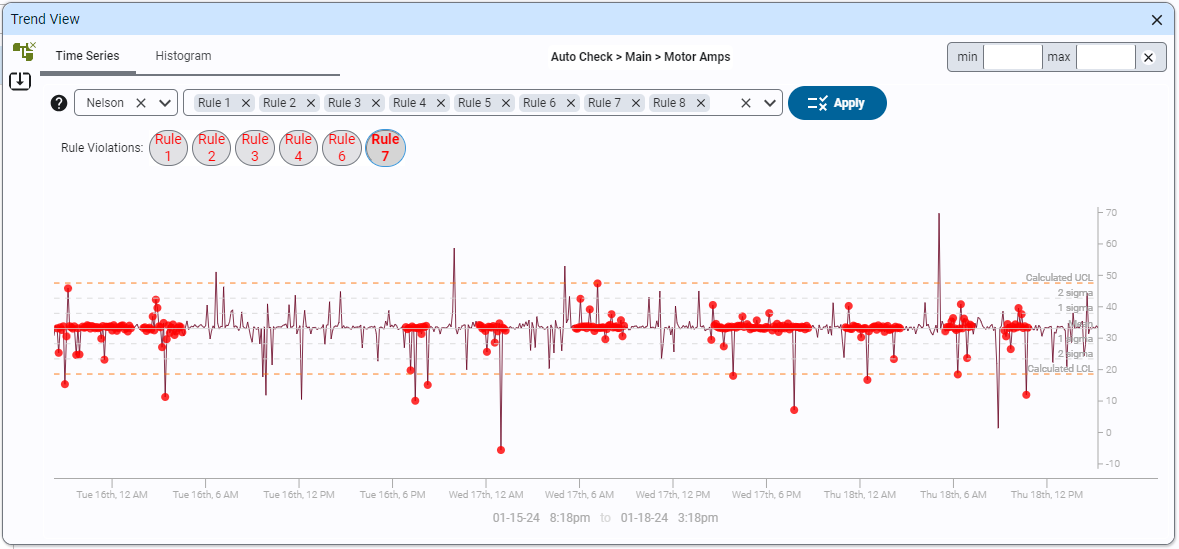 Trend View
Time Series Histogram Auto Check > Main > Motor Amps min max
Nelson Rule 1 Rule 2 Rule 3 Rule 4 Rule 5 Rule 6 Rule 7 Rule 8 Apply
Rule Violations: Rule 1 Rule 2 Rule 3 Rule 4 Rule 6 Rule 7
70
60
50
Calculated UCL
2 sigma
40
1 sigma
30
1 sigma
2 sigma
20
Calculated LCL
10
0
-10
Tue 16th, 12 AM Tue 16th, 6 AM Tue 16th, 12 PM Tue 16th, 6 PM Wed 17th, 12 AM Wed 17th, 6 AM Wed 17th, 12 PM Wed 17th, 6 PM Thu 18th, 12 AM Thu 18th, 6 AM Thu 18th, 12 PM
01-15-24 8:18pm to 01-18-24 3:18pm